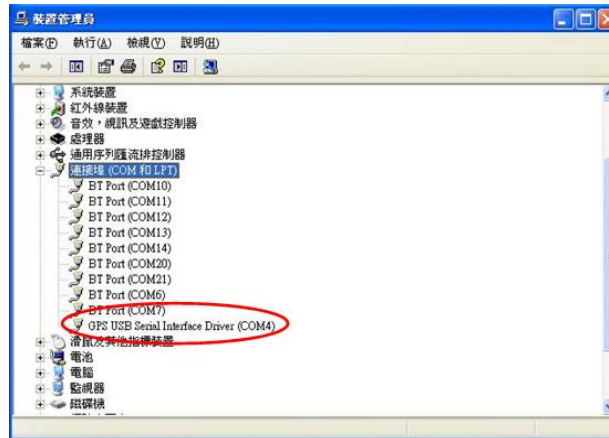 裝置管理員
檔案(F) 執行(A) 檢視(V) 說明(H)
系統裝置
紅外線裝置
音效，視訊及遊戲控制器
處理器
通用序列匯流排控制器
連接埠 (COM 和 LPT)
BT Port (COM10)
BT Port (COM11)
BT Port (COM12)
BT Port (COM13)
BT Port (COM14)
BT Port (COM20)
BT Port (COM21)
BT Port (COM6)
BT Port (COM7)
GPS USB Serial Interface Driver (COM4)
滑鼠及其他指標裝置
電池
電腦
監視器
磁碟機